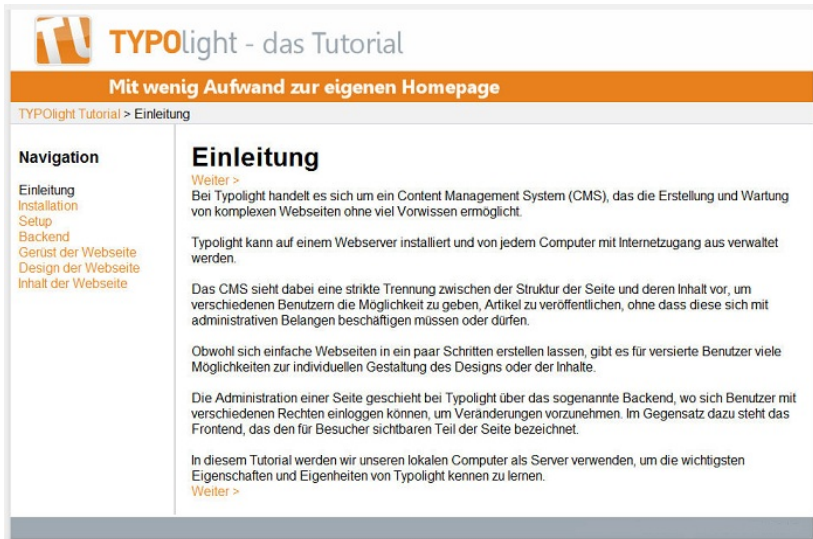 TYPOlight - das Tutorial
Mit wenig Aufwand zur eigenen Homepage
TYPOlight Tutorial > Einleitung
Navigation
Einleitung
Installation
Setup
Backend
Gerüst der Webseite
Design der Webseite
Inhalt der Webseite
Einleitung
Weiter >
Bei Typolight handelt es sich um ein Content Management System (CMS), das die Erstellung und Wartung
von komplexen Webseiten ohne viel Vorwissen ermöglicht.
Typolight kann auf einem Webserver installiert und von jedem Computer mit Internetzugang aus verwaltet
werden.
Das CMS sieht dabei eine strikte Trennung zwischen der Struktur der Seite und deren Inhalt vor, um
verschiedenen Benutzern die Möglichkeit zu geben, Artikel zu veröffentlichen, ohne dass diese sich mit
administrativen Belangen beschäftigen müssen oder dürfen.
Obwohl sich einfache Webseiten in ein paar Schritten erstellen lassen, gibt es für versierte Benutzer viele
Möglichkeiten zur individuellen Gestaltung des Designs oder der Inhalte.
Die Administration einer Seite geschieht bei Typolight über das sogenannte Backend, wo sich Benutzer mit
verschiedenen Rechten einloggen können, um Veränderungen vorzunehmen. Im Gegensatz dazu steht das
Frontend, das den für Besucher sichtbaren Teil der Seite bezeichnet.
In diesem Tutorial werden wir unseren lokalen Computer als Server verwenden, um die wichtigsten
Eigenschaften und Eigenheiten von Typolight kennen zu lernen.
Weiter >